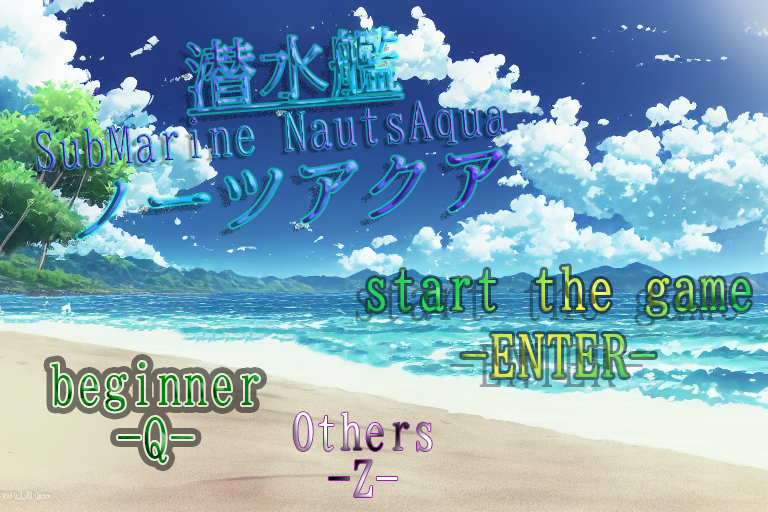 潜水艦
SubMarine NautsAqua
ノーツアクア
start the game
-ENTER-
beginner
-Q-
Others
-Z-